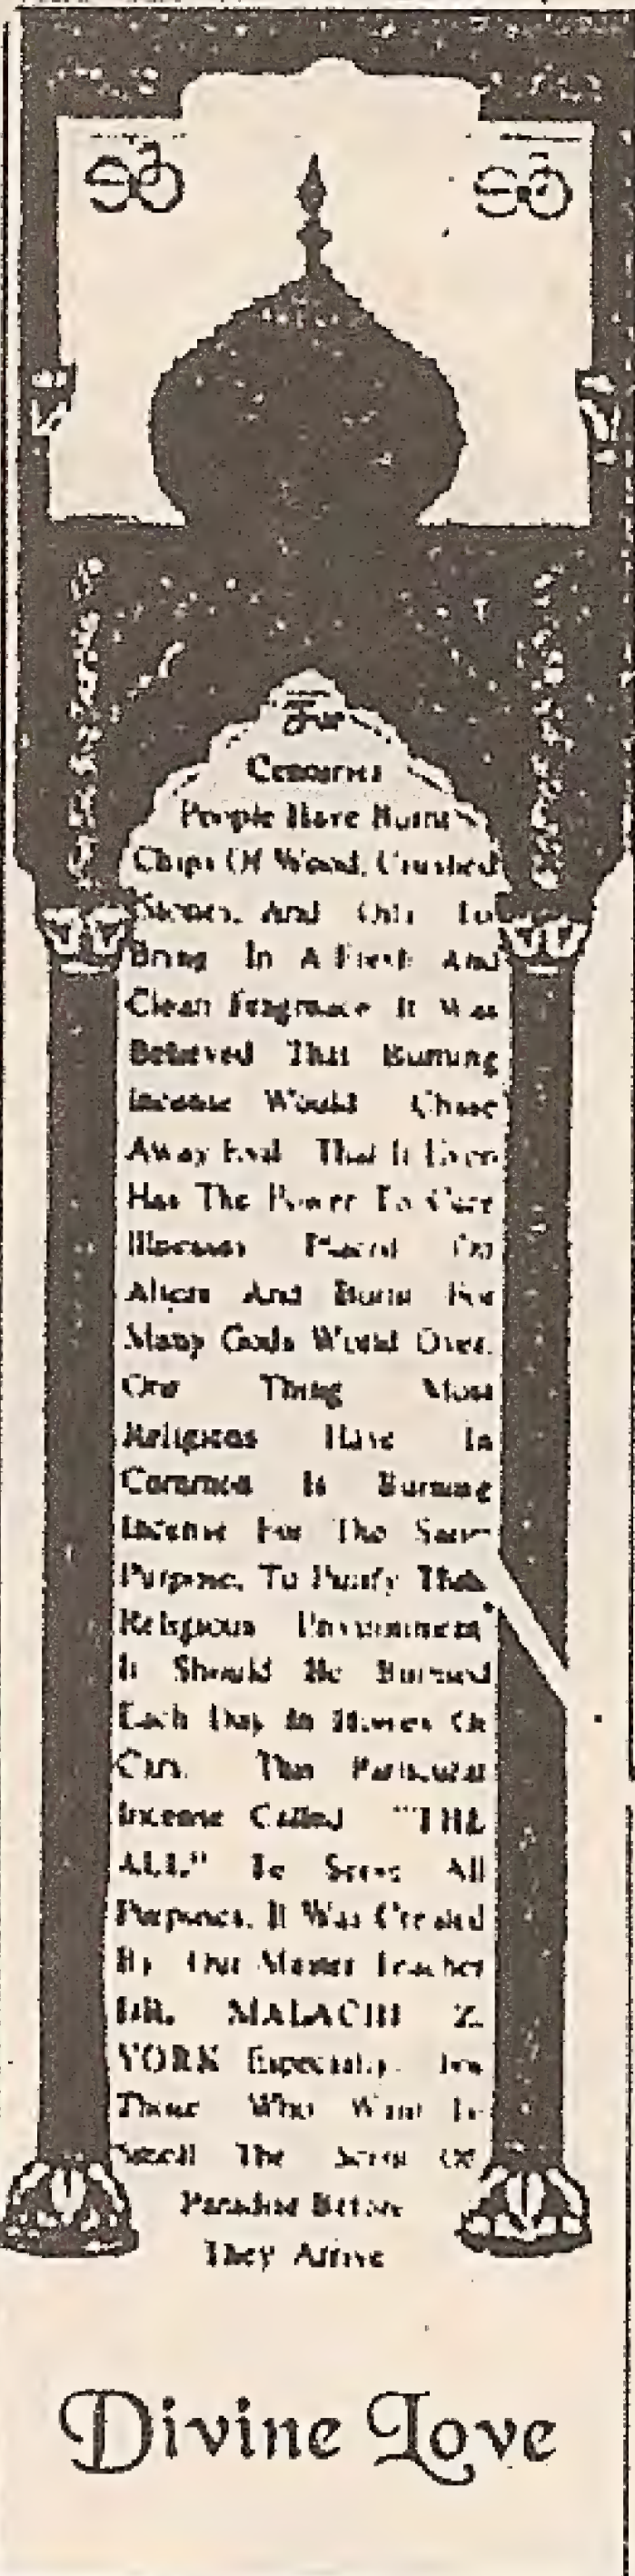 For
Centuries
People Have Burnt
Chips Of Wood, Crushed
Stones, And Oils To
Bring In A Fresh And
Clean Fragrance It Was
Believed That Burning
Incense Would Chase
Away Evil That It Even
Has The Power To Cure
Illnesses Placed On
Altars And Burnt For
Many Gods Would Over.
One Thing Most
Religions Have In
Common Is Burning
Incense For The Same
Purpose, To Purify Their
Religious Environment
It Should Be Burned
Each Day In Homes Or
Cars. This Particular
Incense Called "THE
ALL" To Serve All
Purposes. It Was Created
By Our Master Teacher
DR. MALACHI Z.
YORK Especially For
Those Who Want To
Smell The Scent Of
Paradise Before
They Arrive
Divine Love